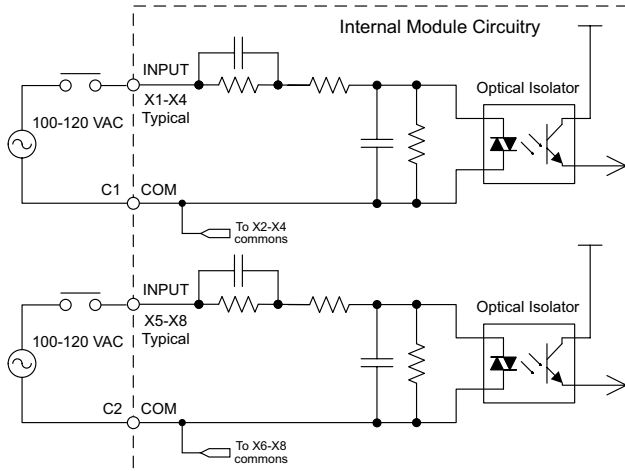 Internal Module Circuitry
INPUT
X1-X4
Typical
Optical Isolator
100-120 VAC
C1
COM
To X2-X4
commons
INPUT
X5-X8
Typical
Optical Isolator
100-120 VAC
C2
COM
To X6-X8
commons